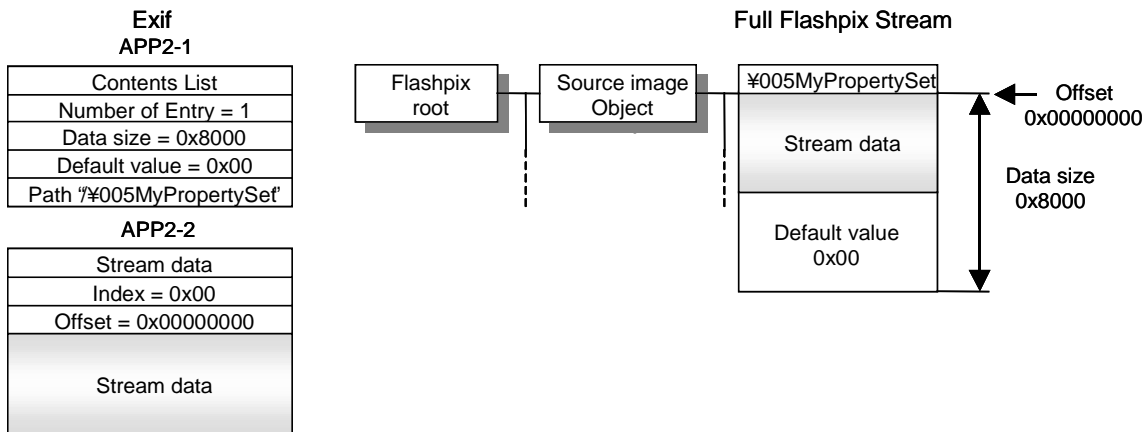 Exif
APP2-1
Contents List
Number of Entry = 1
Data size = 0x8000
Default value = 0x00
Path "/¥005MyPropertySet"
APP2-2
Stream data
Index = 0x00
Offset = 0x00000000
Stream data
Full Flashpix Stream
Flashpix
root
Source image
Object
¥005MyPropertySet
Stream data
Default value
0x00
Offset
0x00000000
Data size
0x8000